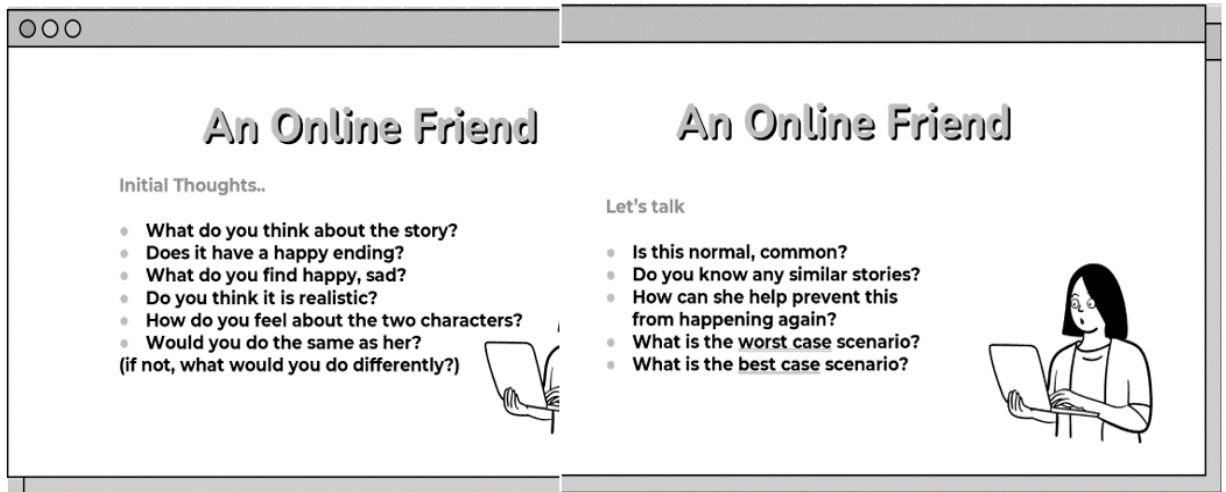 An Online Friend
Initial Thoughts..
What do you think about the story?
Does it have a happy ending?
What do you find happy, sad?
Do you think it is realistic?
How do you feel about the two characters?
Would you do the same as her?
(if not, what would you do differently?)
An Online Friend
Let's talk
Is this normal, common?
Do you know any similar stories?
How can she help prevent this
from happening again?
What is the worst case scenario?
What is the best case scenario?